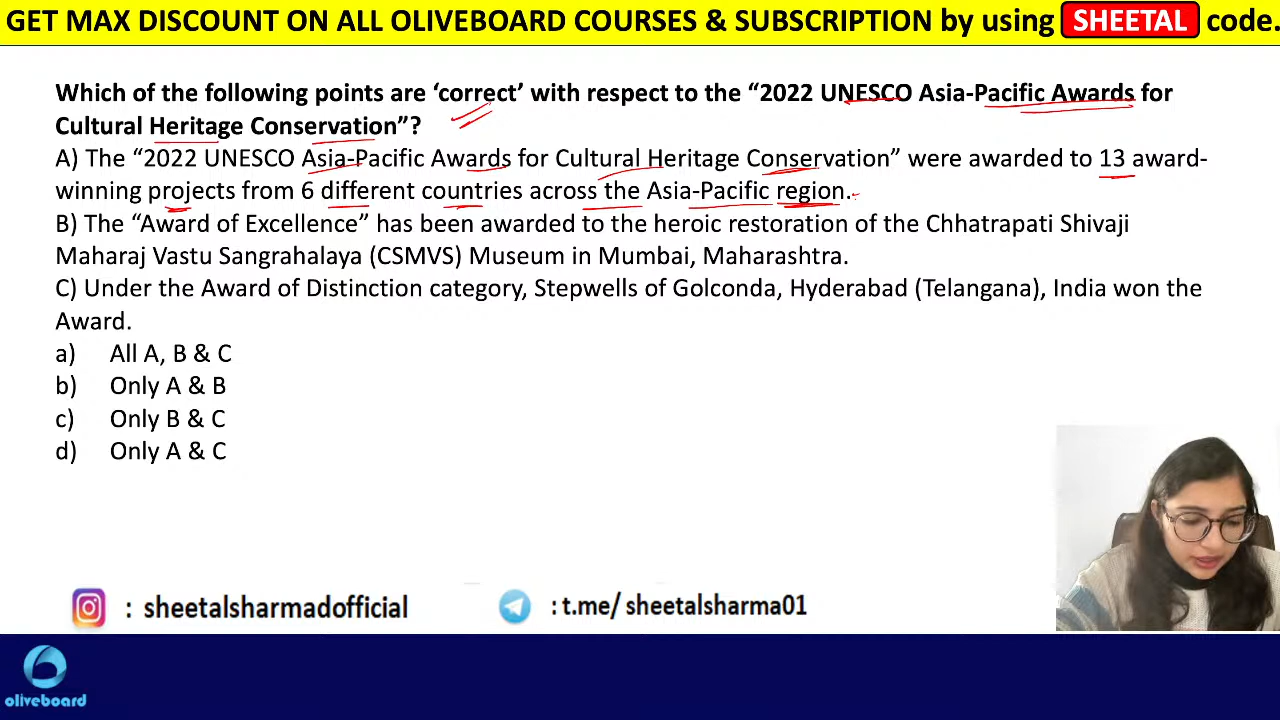 GET MAX DISCOUNT ON ALL OLIVEBOARD COURSES & SUBSCRIPTION by using SHEETAL code.
Which of the following points are ‘correct’ with respect to the “2022 UNESCO Asia-Pacific Awards for
Cultural Heritage Conservation”?
A) The “2022 UNESCO Asia-Pacific Awards for Cultural Heritage Conservation” were awarded to 13 award-
winning projects from 6 different countries across the Asia-Pacific region.
B) The “Award of Excellence” has been awarded to the heroic restoration of the Chhatrapati Shivaji
Maharaj Vastu Sangrahalaya (CSMVS) Museum in Mumbai, Maharashtra.
C) Under the Award of Distinction category, Stepwells of Golconda, Hyderabad (Telangana), India won the
Award.
a) All A, B & C
b) Only A & B
c) Only B & C
d) Only A & C
: sheetalsharmadofficial
: t.me/ sheetalsharma01
oliveboard